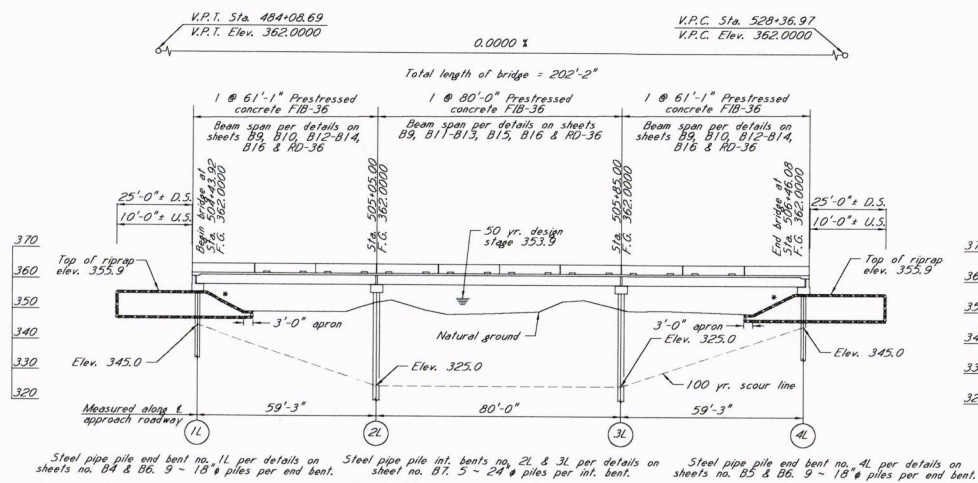 V.P.T. Sta. 484+08.69
V.P.T. Elev. 362.0000
V.P.C. Sta. 528+36.97
V.P.C. Elev. 362.0000
0.0000 %
Total length of bridge = 202'-2"
1 @ 61'-1" Prestressed
concrete FIB-36
1 @ 80'-0" Prestressed
concrete FIB-36
1 @ 61'-1" Prestressed
concrete FIB-36
Beam span per details on
sheets B9, B10, B12-B14,
B16 & RD-36
Beam span per details on sheets
B9, B11-B13, B15, B16 & RD-36
Beam span per details on
sheets B9, B10, B12-B14,
B16 & RD-36
25'-0"± D.S.
10'-0"± U.S.
Begin bridge at
Sta. 504+43.92
F.G. 362.0000
Sta. 505+05.00
F.G. 362.0000
Sta. 505+85.00
F.G. 362.0000
End bridge at
Sta. 506+46.08
F.G. 362.0000
25'-0"± D.S.
10'-0"± U.S.
50 yr. design
stage 353.9
370
360
350
340
330
320
Top of riprap
elev. 355.9
*
*
Top of riprap
elev. 355.9
37
36
35
34
33
32
3'-0" apron
Natural ground
3'-0" apron
Elev. 345.0
Elev. 325.0
Elev. 325.0
Elev. 345.0
100 yr. scour line
Measured along ℄
approach roadway
59'-3"
80'-0"
59'-3"
1L
2L
3L
4L
Steel pipe pile end bent no. 1L per details on
sheets no. B4 & B6. 9 ~ 18"φ piles per end bent.
Steel pipe pile int. bents no. 2L & 3L per details on
sheet no. B7. 5 ~ 24"φ piles per int. bent.
Steel pipe pile end bent no. 4L per details on
sheets no. B5 & B6. 9 ~ 18"φ piles per end bent.